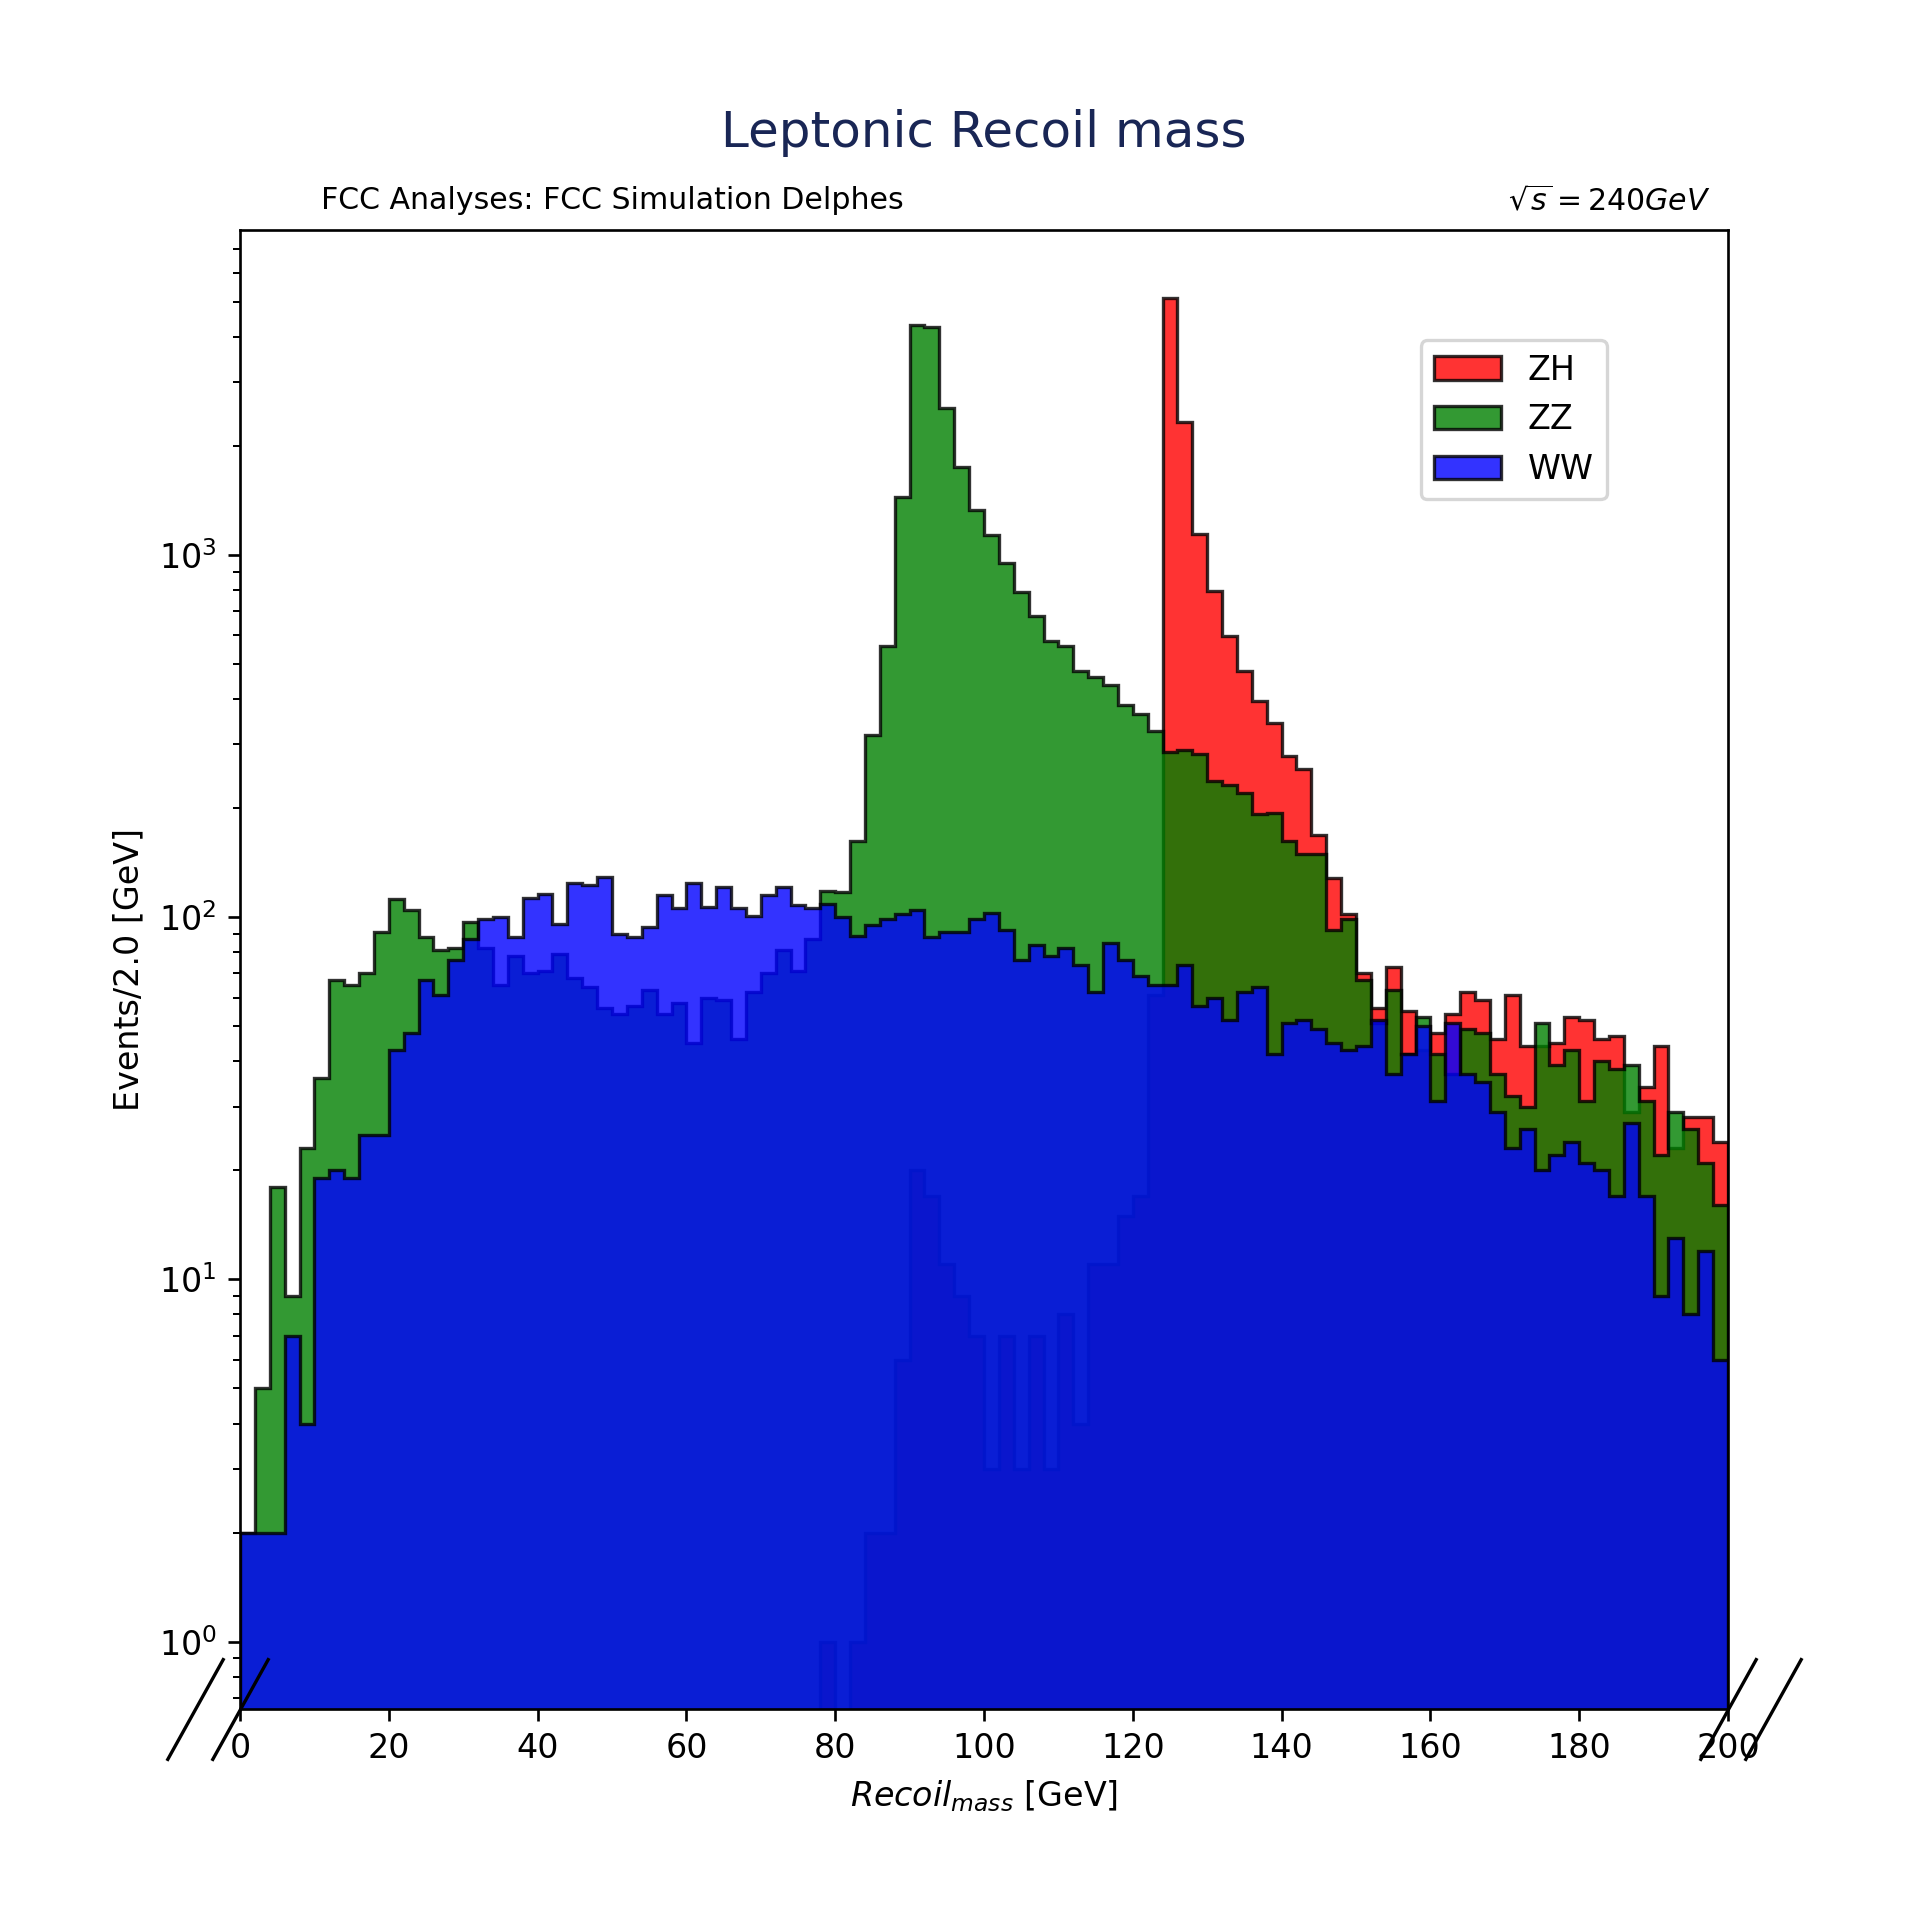 Leptonic Recoil mass
FCC Analyses: FCC Simulation Delphes
√s = 240GeV
ZH
ZZ
WW
Events/2.0 [GeV]
10³
10²
10¹
10⁰
0 20 40 60 80 100 120 140 160 180 200
Recoil_mass [GeV]